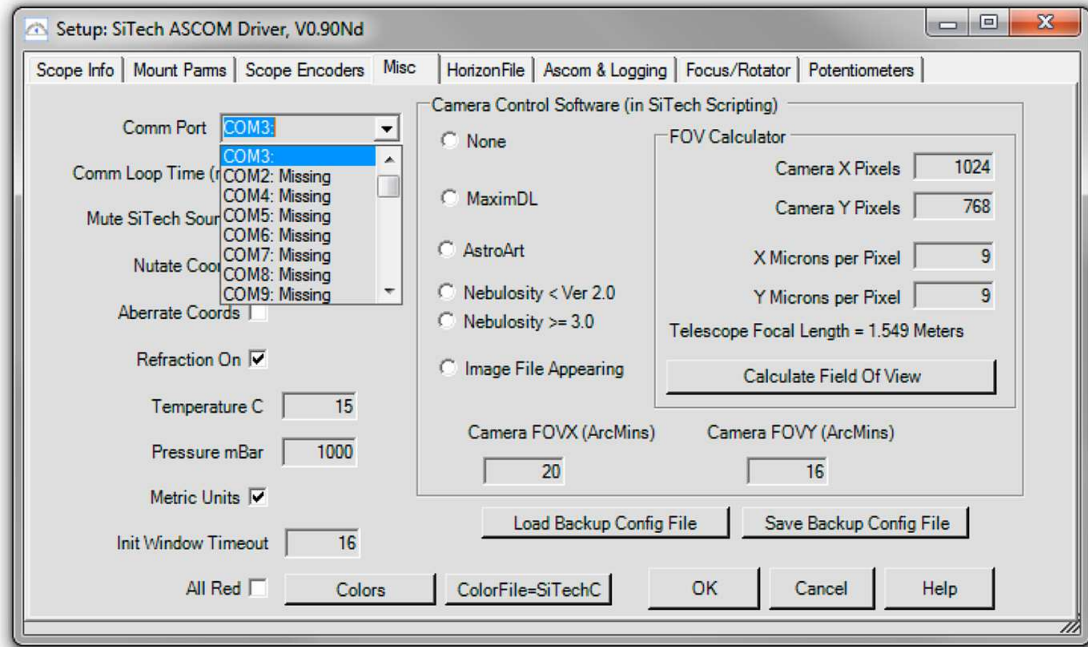 Setup: SiTech ASCOM Driver, V0.90Nd
Scope Info Mount Parms Scope Encoders Misc HorizonFile Ascom & Logging Focus/Rotator Potentiometers
Comm Port COM3:
COM3:
COM2: Missing
COM4: Missing
COM5: Missing
COM6: Missing
COM7: Missing
COM8: Missing
COM9: Missing
Comm Loop Time (
Mute SiTech Sour
Nutate Coor
Aberrate Coords
Refraction On
Temperature C 15
Pressure mBar 1000
Metric Units
Init Window Timeout 16
All Red Colors ColorFile=SiTechC
Camera Control Software (in SiTech Scripting)
None
MaximDL
AstroArt
Nebulosity < Ver 2.0
Nebulosity >= 3.0
Image File Appearing
FOV Calculator
Camera X Pixels 1024
Camera Y Pixels 768
X Microns per Pixel 9
Y Microns per Pixel 9
Telescope Focal Length = 1.549 Meters
Calculate Field Of View
Camera FOVX (ArcMins) Camera FOVY (ArcMins)
20 16
Load Backup Config File Save Backup Config File
OK Cancel Help